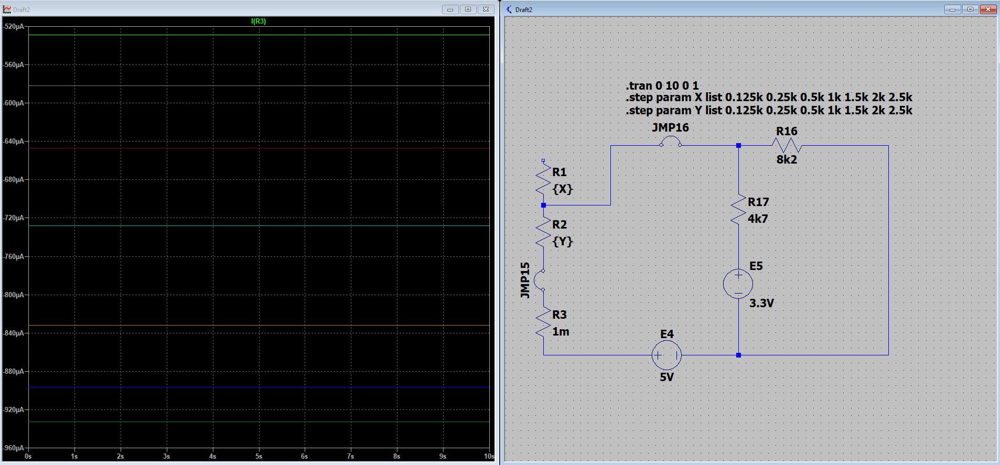 Draft2
I(R3)
-520µA
-560µA
-600µA
-640µA
-680µA
-720µA
-760µA
-800µA
-840µA
-880µA
-920µA
-960µA
0s 1s 2s 3s 4s 5s 6s 7s 8s 9s 10s
Draft2
.tran 0 10 0 1
.step param X list 0.125k 0.25k 0.5k 1k 1.5k 2k 2.5k
.step param Y list 0.125k 0.25k 0.5k 1k 1.5k 2k 2.5k
JMP16
R16
8k2
R1
{X}
R17
4k7
R2
{Y}
JMP15
E5
3.3V
R3
1m
E4
5V